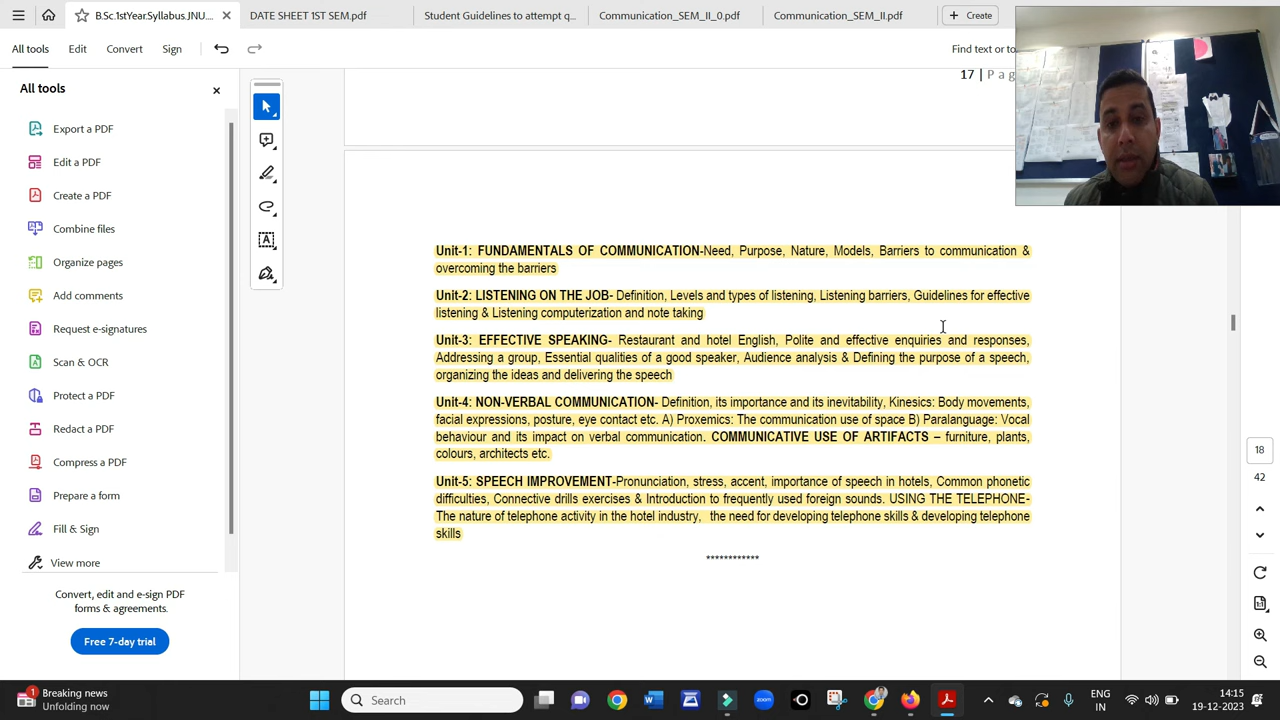 B.Sc.1stYear.Syllabus.JNU...
DATE SHEET 1ST SEM.pdf
Student Guidelines to attempt q...
Communication_SEM_II_0.pdf
Communication_SEM_II.pdf
Create
All tools
Edit
Convert
Sign
Find text or to
All tools
17 | Pag
Export a PDF
Edit a PDF
Create a PDF
Combine files
Organize pages
Add comments
Request e-signatures
Scan & OCR
Protect a PDF
Redact a PDF
Compress a PDF
Prepare a form
Fill & Sign
View more
Convert, edit and e-sign PDF
forms & agreements.
Free 7-day trial
Unit-1: FUNDAMENTALS OF COMMUNICATION-Need, Purpose, Nature, Models, Barriers to communication &
overcoming the barriers
Unit-2: LISTENING ON THE JOB- Definition, Levels and types of listening, Listening barriers, Guidelines for effective
listening & Listening computerization and note taking
Unit-3: EFFECTIVE SPEAKING- Restaurant and hotel English, Polite and effective enquiries and responses,
Addressing a group, Essential qualities of a good speaker, Audience analysis & Defining the purpose of a speech,
organizing the ideas and delivering the speech
Unit-4: NON-VERBAL COMMUNICATION- Definition, its importance and its inevitability, Kinesics: Body movements,
facial expressions, posture, eye contact etc. A) Proxemics: The communication use of space B) Paralanguage: Vocal
behaviour and its impact on verbal communication. COMMUNICATIVE USE OF ARTIFACTS – furniture, plants,
colours, architects etc.
Unit-5: SPEECH IMPROVEMENT-Pronunciation, stress, accent, importance of speech in hotels, Common phonetic
difficulties, Connective drills exercises & Introduction to frequently used foreign sounds. USING THE TELEPHONE-
The nature of telephone activity in the hotel industry, the need for developing telephone skills & developing telephone
skills
************
18
42
1
Breaking news
Unfolding now
Search
zoom
ENG
IN
14:15
19-12-2023